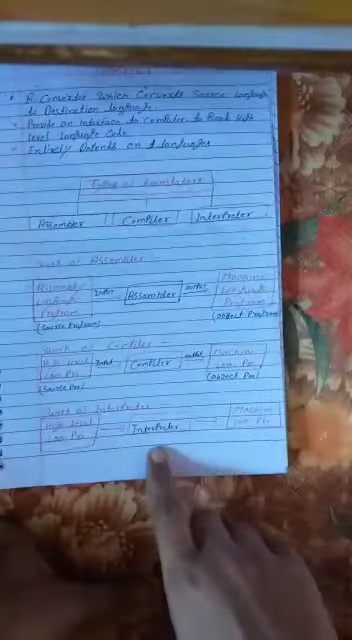 A Convertor Which Converts Source Language
to Destination language.
Provide an Interface to Computer to Read High
level Language Code
Entirely Depends on languages
Types of translators
Assembler Compiler Interpreter
Work of Assembler
Assembly Language Program Input Assembler output Machine Language Program
(Source Program) (object Program)
Work of Compiler
High Level Lan. Pro Input Compiler output Machine Lan. Pro
(Source Pro) (object Pro)
Work of Interpreter
High Level Lan. Pro Interpreter Machine Lan. Pro